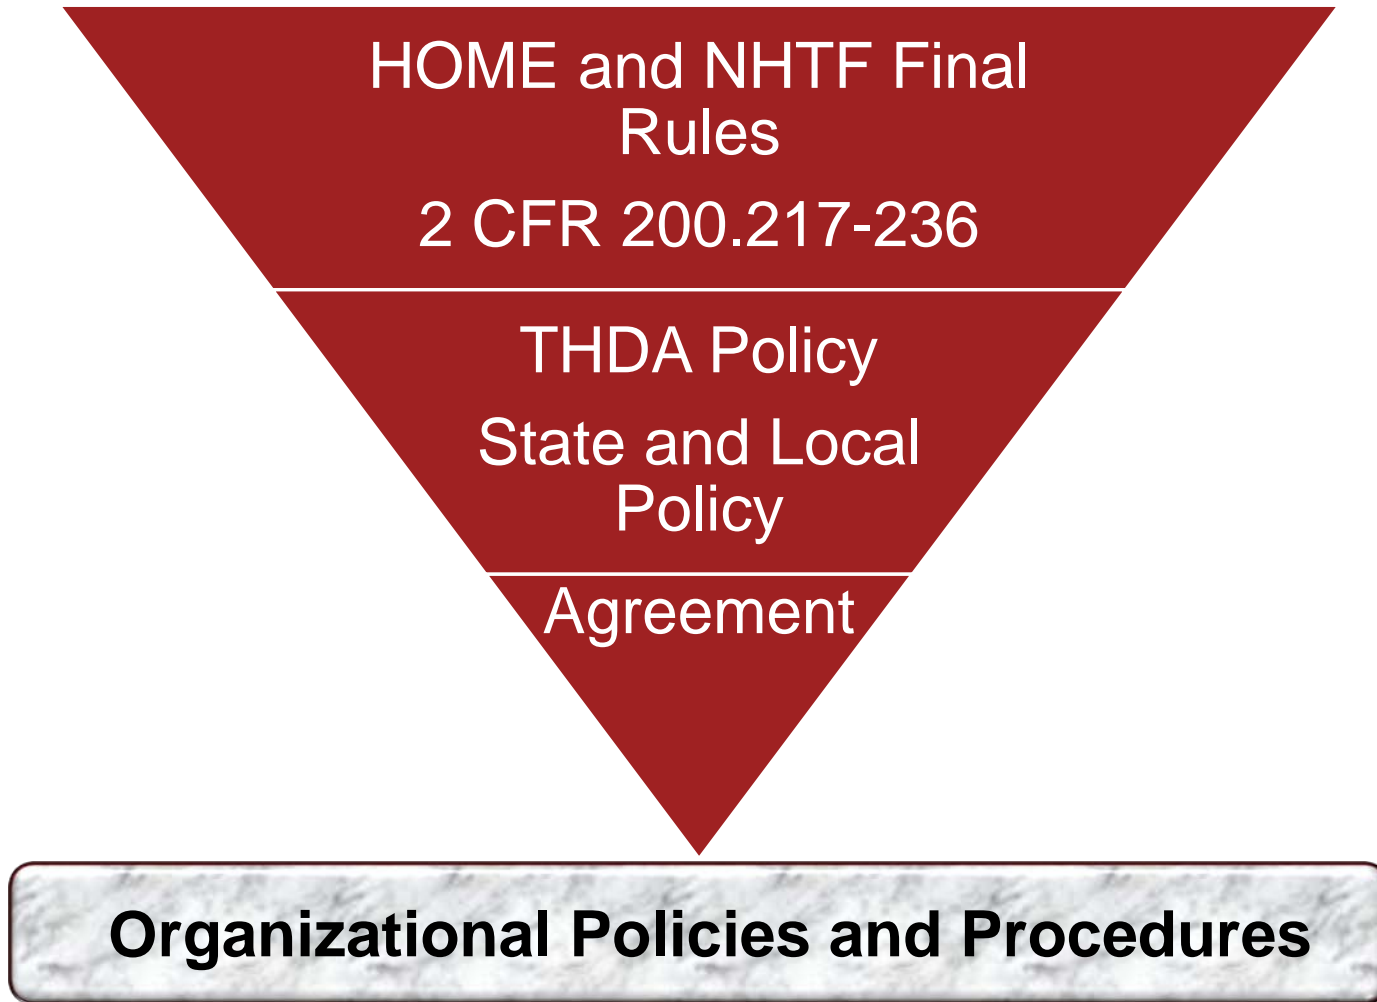 HOME and NHTF Final
Rules
2 CFR 200.217-236
THDA Policy
State and Local
Policy
Agreement
Organizational Policies and Procedures